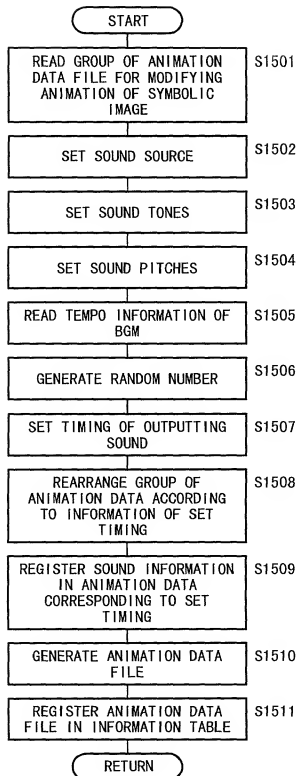 START
READ GROUP OF ANIMATION S1501
DATA FILE FOR MODIFYING
ANIMATION OF SYMBOLIC
IMAGE
SET SOUND SOURCE S1502
SET SOUND TONES S1503
SET SOUND PITCHES S1504
READ TEMPO INFORMATION OF S1505
BGM
GENERATE RANDOM NUMBER S1506
SET TIMING OF OUTPUTTING S1507
SOUND
REARRANGE GROUP OF S1508
ANIMATION DATA ACCORDING
TO INFORMATION OF SET
TIMING
REGISTER SOUND INFORMATION S1509
IN ANIMATION DATA
CORRESPONDING TO SET
TIMING
GENERATE ANIMATION DATA S1510
FILE
REGISTER ANIMATION DATA S1511
FILE IN INFORMATION TABLE
RETURN